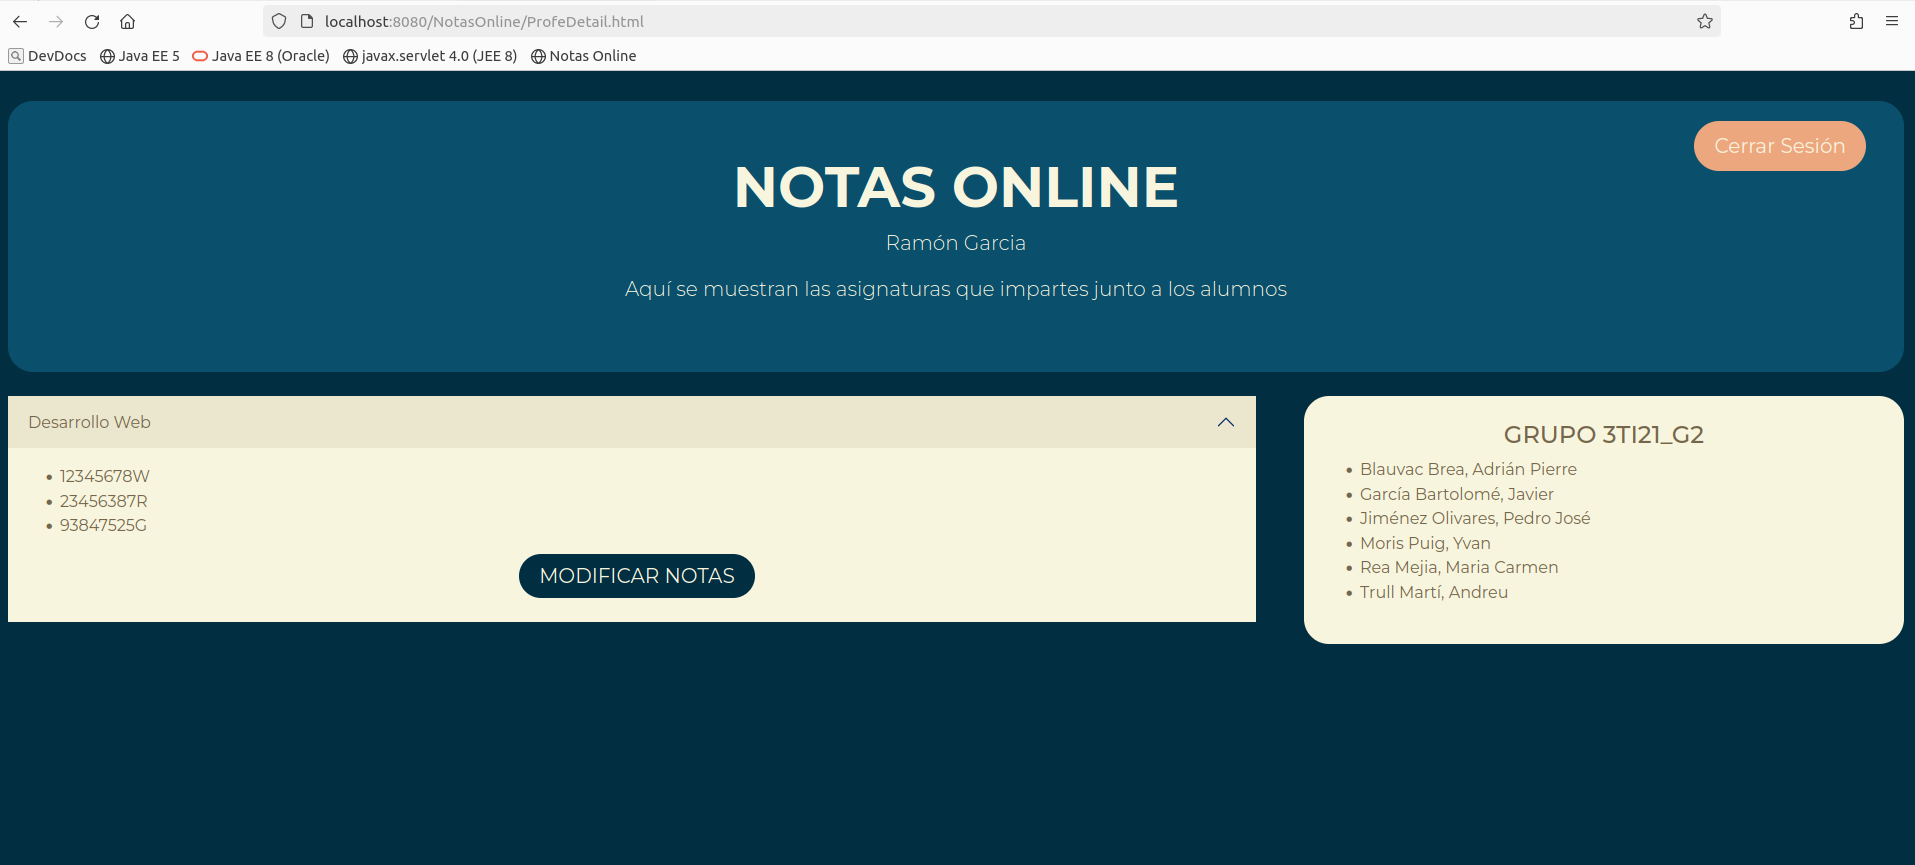 localhost:8080/NotasOnline/ProfeDetail.html
DevDocs Java EE 5 Java EE 8 (Oracle) javax.servlet 4.0 (JEE 8) Notas Online
Cerrar Sesión
NOTAS ONLINE
Ramón Garcia
Aquí se muestran las asignaturas que impartes junto a los alumnos
Desarrollo Web
12345678W
23456387R
93847525G
MODIFICAR NOTAS
GRUPO 3TI21_G2
Blauvac Brea, Adrián Pierre
García Bartolomé, Javier
Jiménez Olivares, Pedro José
Moris Puig, Yvan
Rea Mejia, Maria Carmen
Trull Martí, Andreu